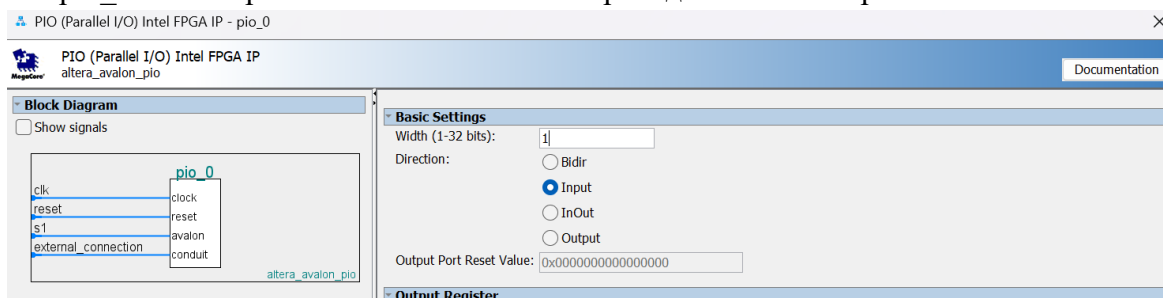 PIO (Parallel I/O) Intel FPGA IP - pio_0
PIO (Parallel I/O) Intel FPGA IP
altera_avalon_pio
MegaCore'
Documentation
Block Diagram
Show signals
pio_0
clk
clock
reset
reset
s1
avalon
external_connection
conduit
altera_avalon_pio
Basic Settings
Width (1-32 bits):
1
Direction:
Bidir
Input
InOut
Output
Output Port Reset Value:
0x0000000000000000
Output Register